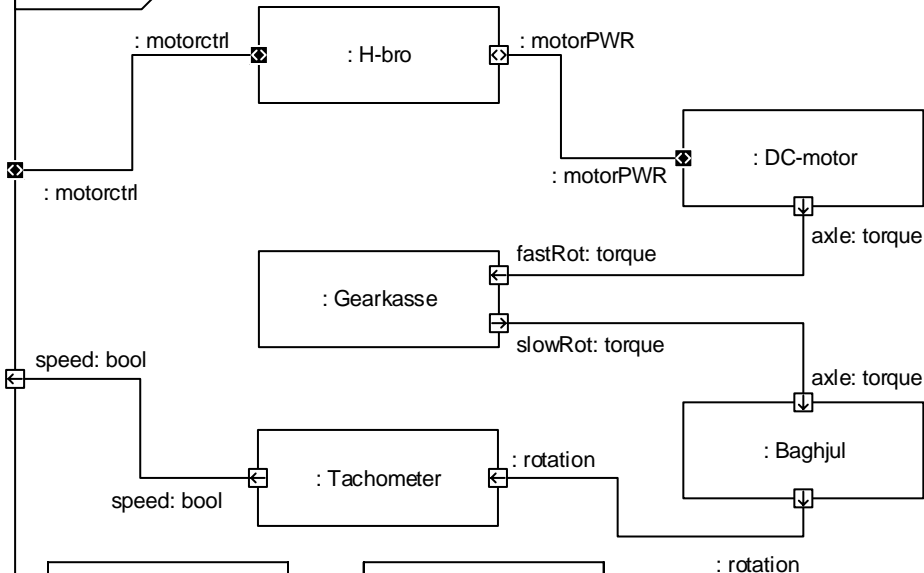 : motorctrl
: H-bro
: motorPWR
: motorctrl
: motorPWR
: DC-motor
axle: torque
fastRot: torque
: Gearkasse
slowRot: torque
speed: bool
axle: torque
: Baghjul
: rotation
: Tachometer
speed: bool
: rotation